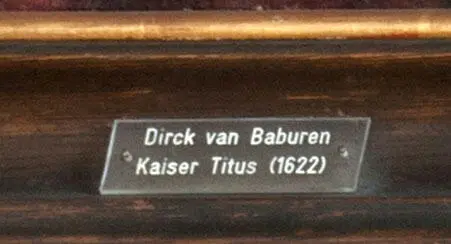 Dirck van Baburen
Kaiser Titus (1622)